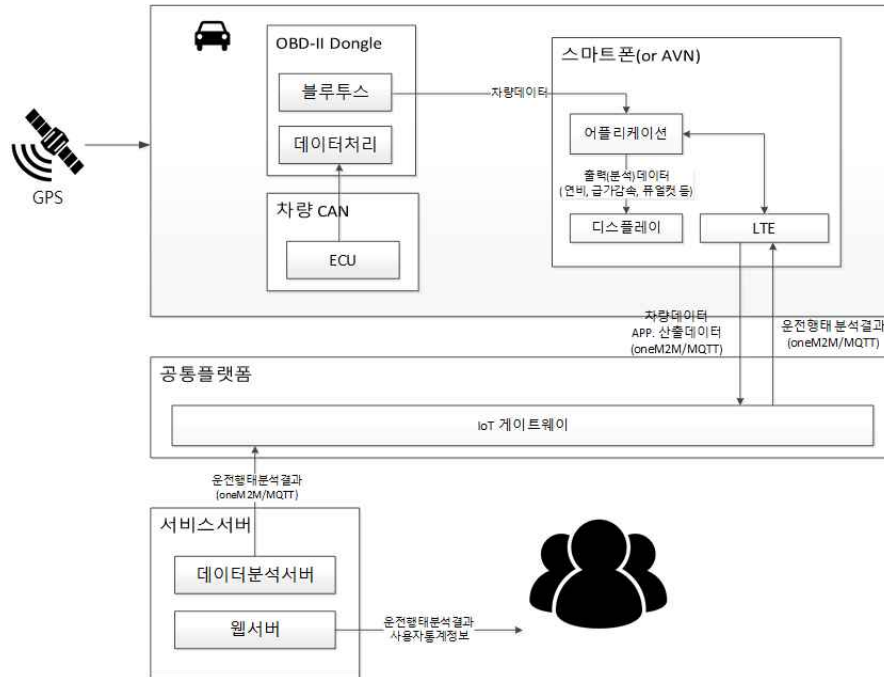 OBD-II Dongle
블루투스
데이터처리
차량 CAN
ECU
GPS
차량데이터
스마트폰(or AVN)
어플리케이션
출력(분석)데이터
(연비, 급가감속, 퓨얼컷 등)
디스플레이
LTE
차량데이터
APP. 산출데이터
(oneM2M/MQTT)
운전행태 분석결과
(oneM2M/MQTT)
공통플랫폼
IoT 게이트웨이
운전행태분석결과
(oneM2M/MQTT)
서비스서버
데이터분석서버
웹서버
운전행태분석결과
사용자통계정보